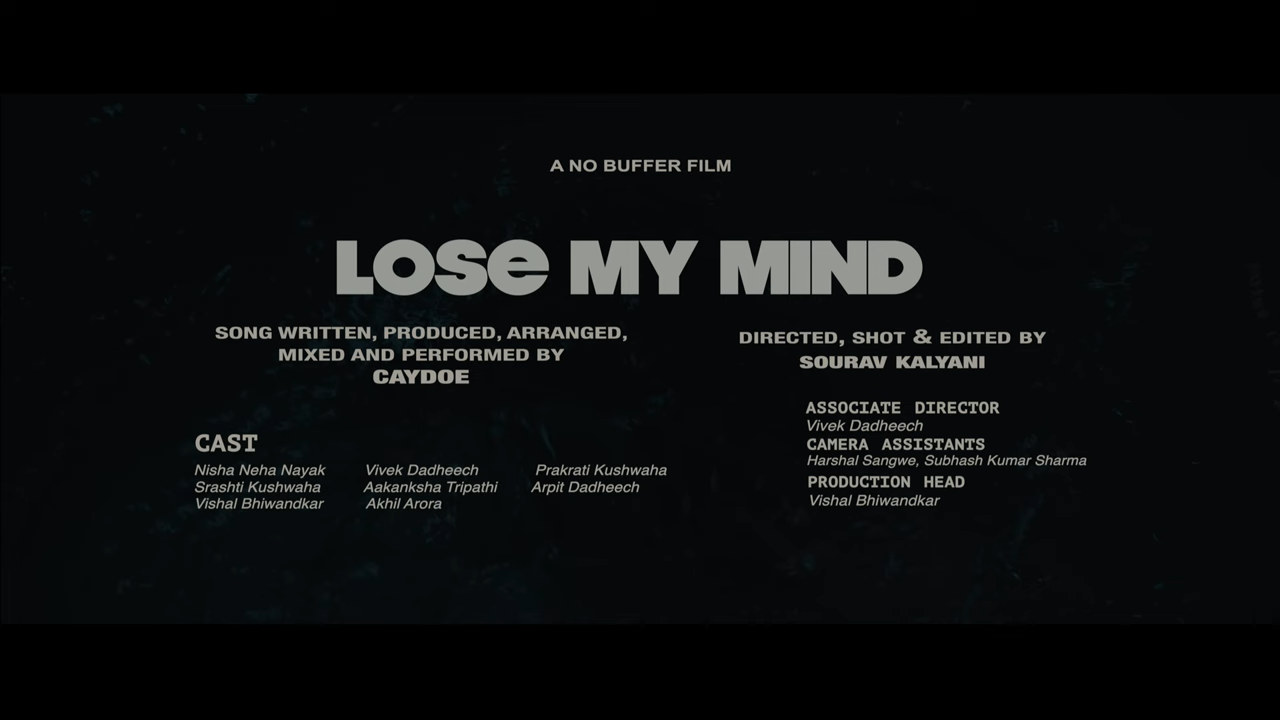 A NO BUFFER FILM
LOSE MY MIND
SONG WRITTEN, PRODUCED, ARRANGED,
MIXED AND PERFORMED BY
CAYDOE
DIRECTED, SHOT & EDITED BY
SOURAV KALYANI
CAST
Nisha Neha Nayak Vivek Dadheech Prakrati Kushwaha
Srashti Kushwaha Aakanksha Tripathi Arpit Dadheech
Vishal Bhiwandkar Akhil Arora
ASSOCIATE DIRECTOR
Vivek Dadheech
CAMERA ASSISTANTS
Harshal Sangwe, Subhash Kumar Sharma
PRODUCTION HEAD
Vishal Bhiwandkar